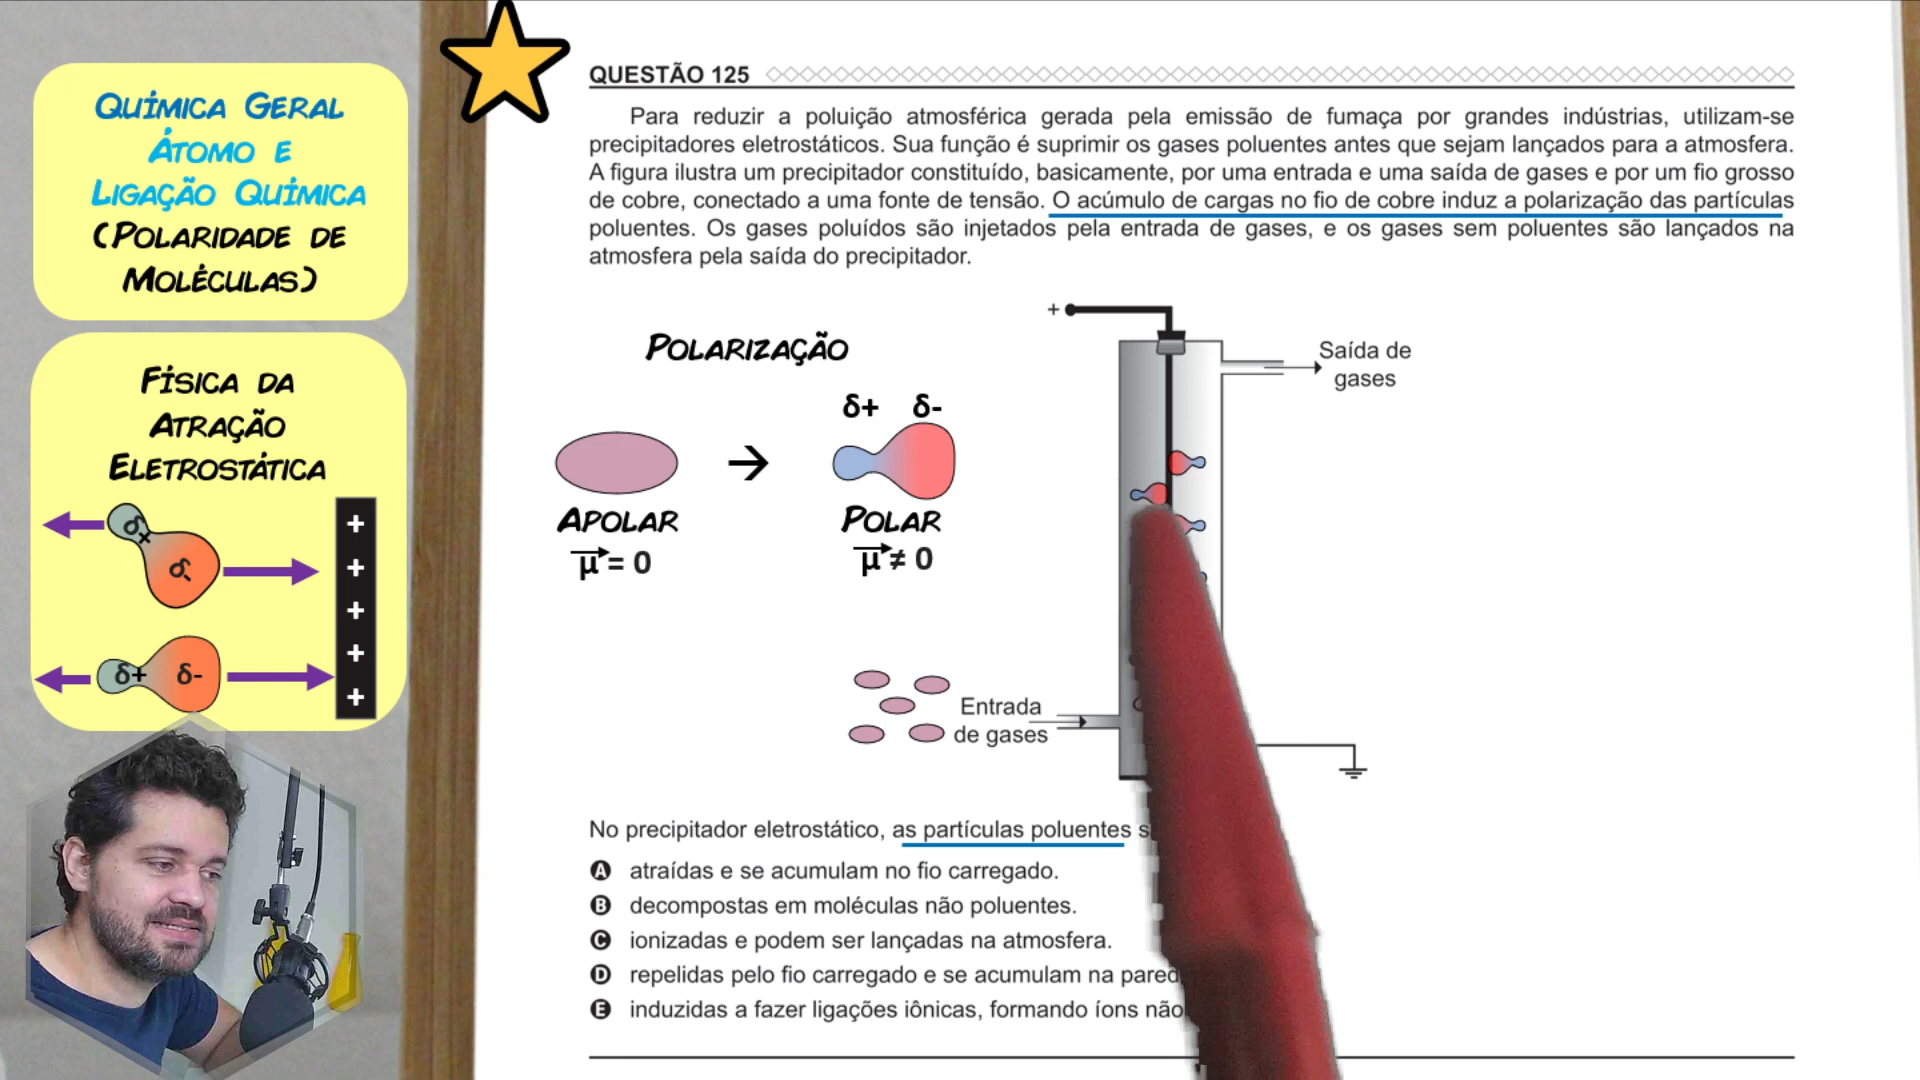 QUÍMICA GERAL
ÁTOMO E
LIGAÇÃO QUÍMICA
(POLARIDADE DE
MOLÉCULAS)
FÍSICA DA
ATRAÇÃO
ELETROSTÁTICA
δ+
δ-
δ+ δ-
+
+
+
+
+
QUESTÃO 125
Para reduzir a poluição atmosférica gerada pela emissão de fumaça por grandes indústrias, utilizam-se
precipitadores eletrostáticos. Sua função é suprimir os gases poluentes antes que sejam lançados para a atmosfera.
A figura ilustra um precipitador constituído, basicamente, por uma entrada e uma saída de gases e por um fio grosso
de cobre, conectado a uma fonte de tensão. O acúmulo de cargas no fio de cobre induz a polarização das partículas
poluentes. Os gases poluídos são injetados pela entrada de gases, e os gases sem poluentes são lançados na
atmosfera pela saída do precipitador.
POLARIZAÇÃO
δ+ δ-
→
APOLAR
μ = 0
POLAR
μ ≠ 0
+
Saída de
gases
Entrada
de gases
No precipitador eletrostático, as partículas poluentes s
A atraídas e se acumulam no fio carregado.
B decompostas em moléculas não poluentes.
C ionizadas e podem ser lançadas na atmosfera.
D repelidas pelo fio carregado e se acumulam na pared
E induzidas a fazer ligações iônicas, formando íons não